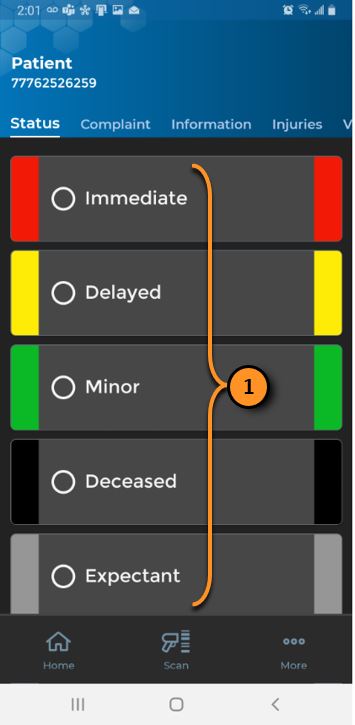 2:01
Patient
77762526259
Status Complaint Information Injuries V
Immediate
Delayed
Minor
1
Deceased
Expectant
Home Scan More